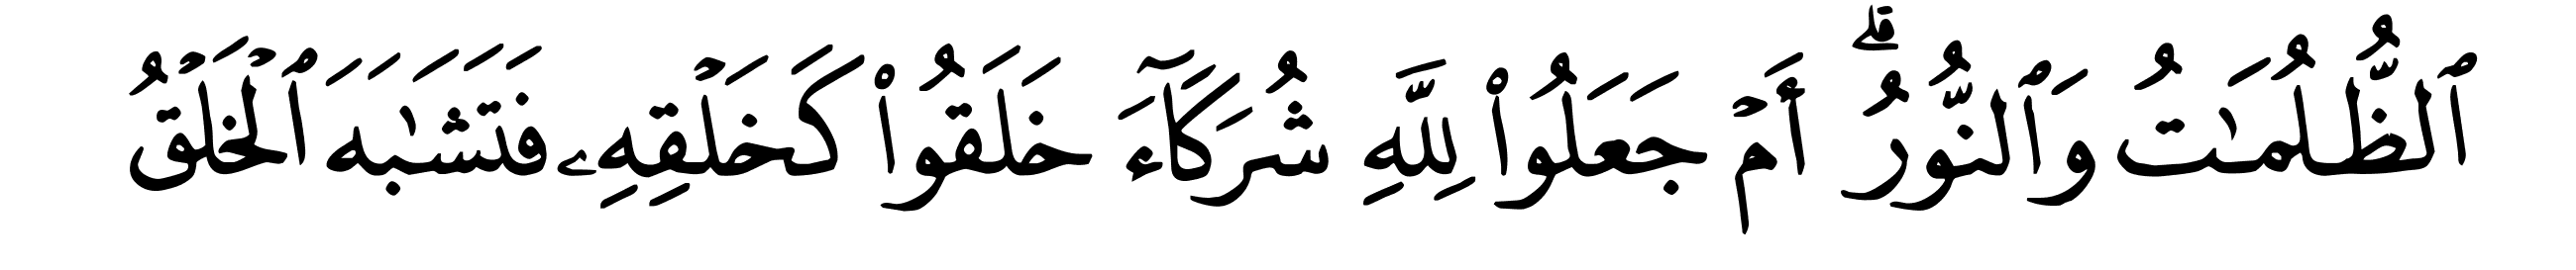 ٱلظُّلُمَـٰتُ وَٱلنُّورُ ۗ أَمْ جَعَلُوا۟ لِلَّهِ شُرَكَآءَ خَلَقُوا۟ كَخَلْقِهِۦ فَتَشَـٰبَهَ ٱلْخَلْقُ